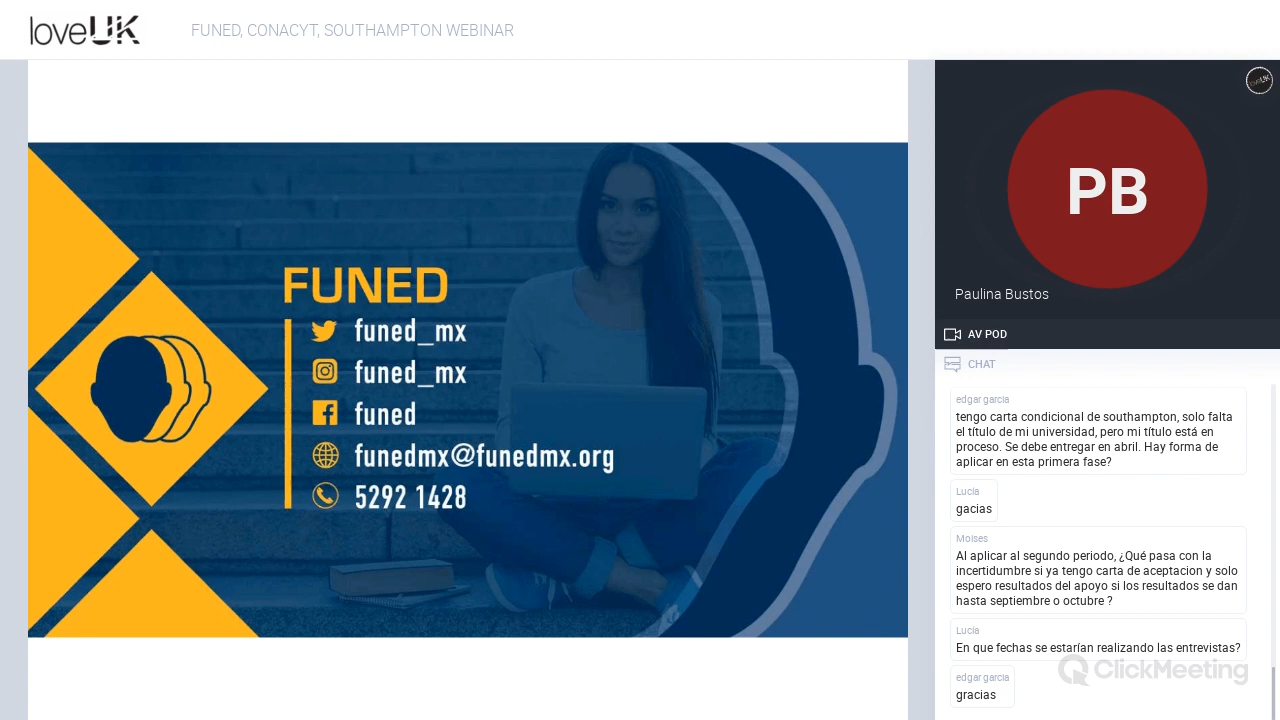 loveUK
FUNED, CONACYT, SOUTHAMPTON WEBINAR
FUNED
funed_mx
funed_mx
funed
funedmx@funedmx.org
5292 1428
PB
Paulina Bustos
AV POD
CHAT
edgar garcia
tengo carta condicional de southampton, solo falta
el título de mi universidad, pero mi título está en
proceso. Se debe entregar en abril. Hay forma de
aplicar en esta primera fase?
Lucía
gacias
Moises
Al aplicar al segundo periodo, ¿Qué pasa con la
incertidumbre si ya tengo carta de aceptacion y solo
espero resultados del apoyo si los resultados se dan
hasta septiembre o octubre ?
Lucía
En que fechas se estarían realizando las entrevistas?
ClickMeeting
edgar garcia
gracias